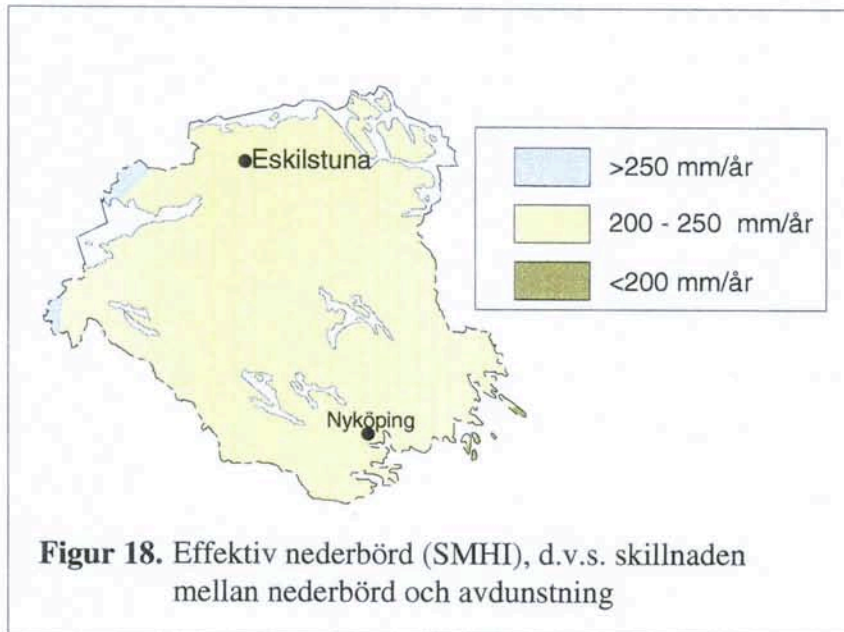 Eskilstuna
Nyköping
>250 mm/år
200 - 250 mm/år
<200 mm/år
Figur 18. Effektiv nederbörd (SMHI), d.v.s. skillnaden
mellan nederbörd och avdunstning